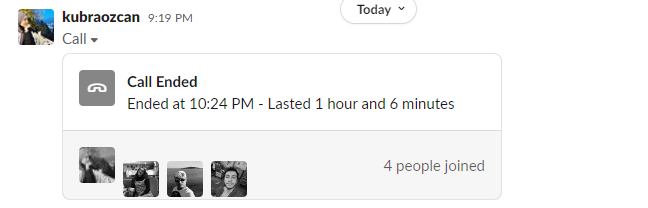 Today
kubraozcan 9:19 PM
Call
Call Ended
Ended at 10:24 PM - Lasted 1 hour and 6 minutes
4 people joined